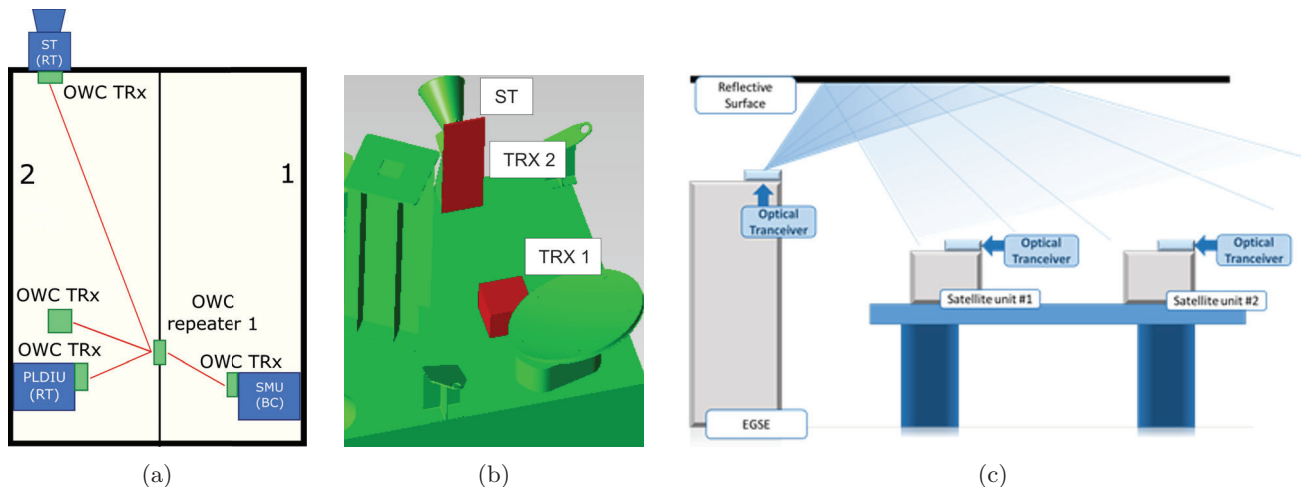 ST
(RT)
OWC TRx
2
1
OWC TRx
OWC
repeater 1
OWC TRx
OWC TRx
PLDIU
(RT)
SMU
(BC)
(a)
ST
TRX 2
TRX 1
(b)
Reflective
Surface
Optical
Tranceiver
Optical
Tranceiver
Optical
Tranceiver
Satellite unit #1
Satellite unit #2
EGSE
(c)